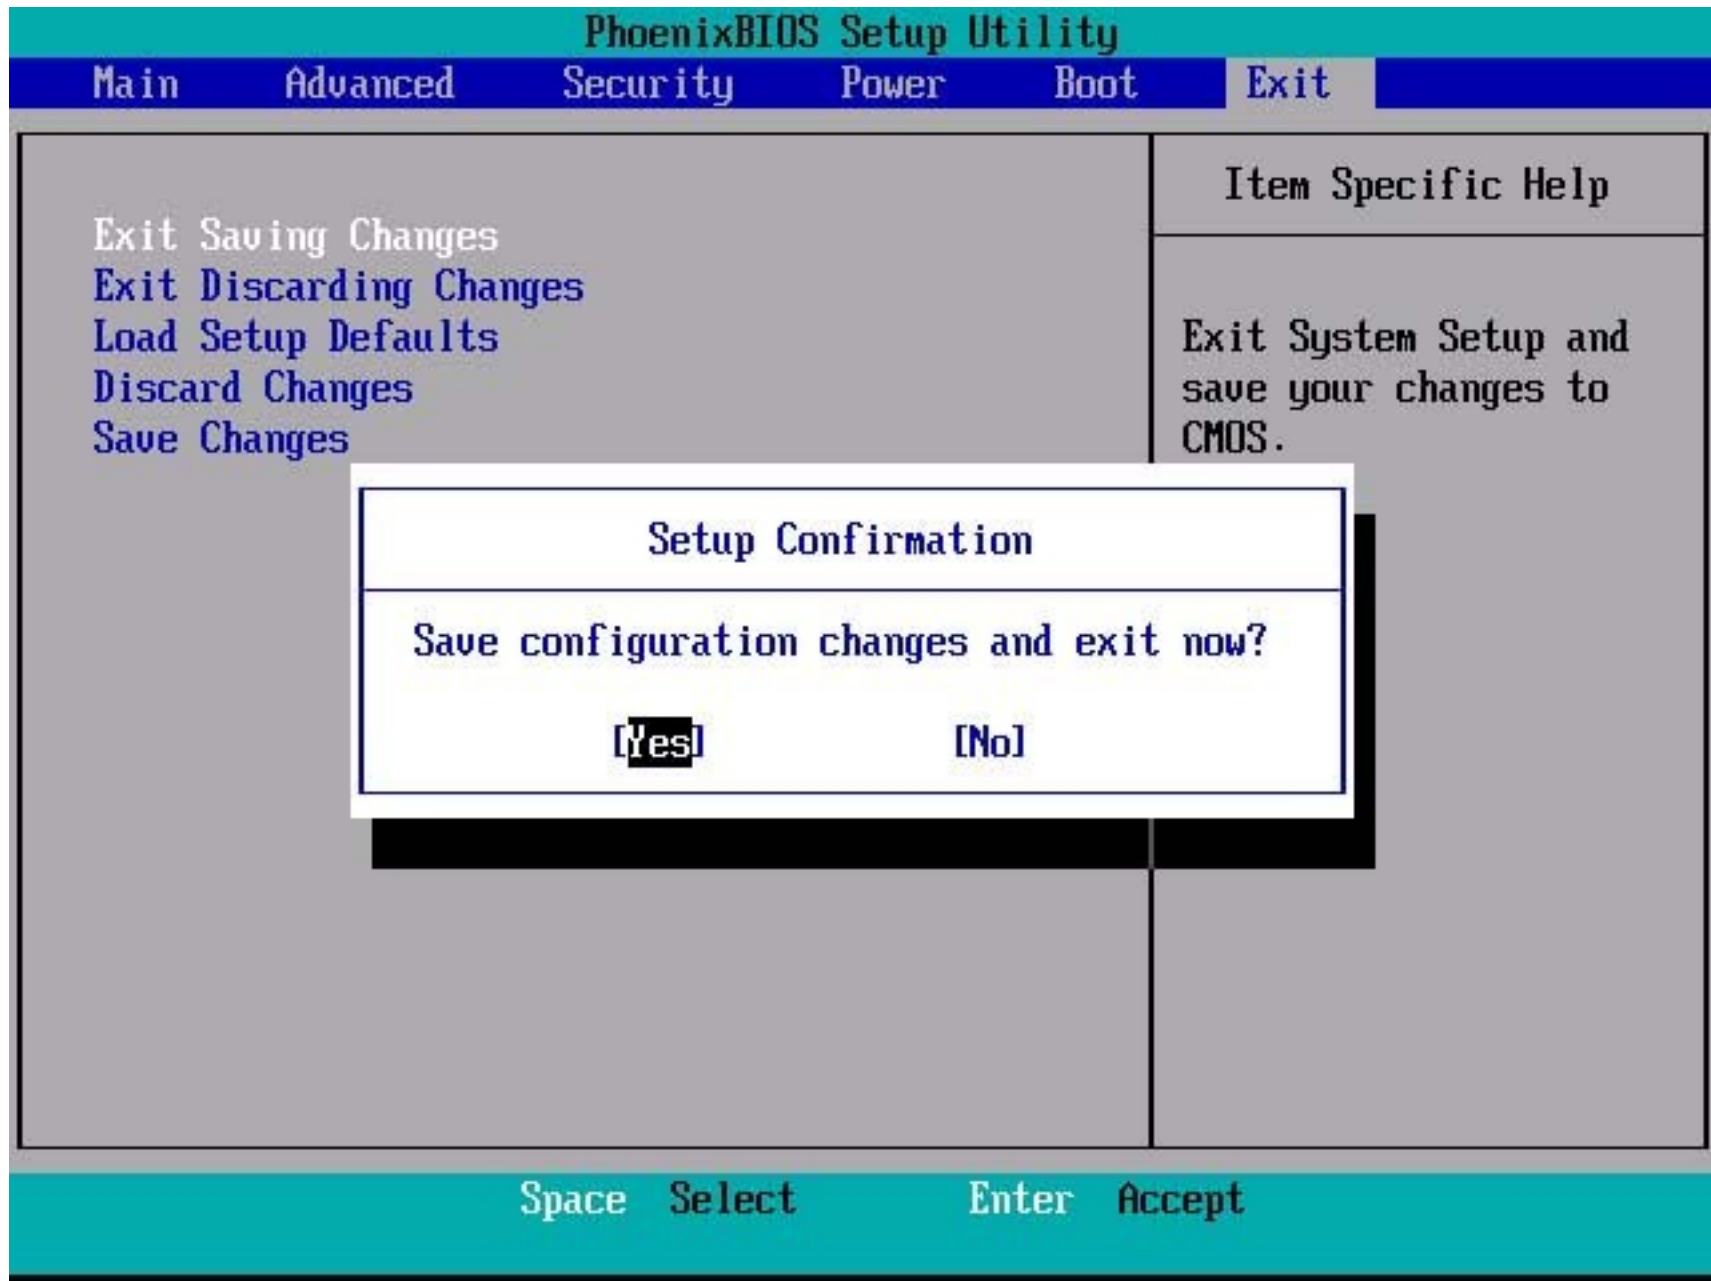 PhoenixBIOS Setup Utility
Main Advanced Security Power Boot Exit
Exit Saving Changes
Exit Discarding Changes
Load Setup Defaults
Discard Changes
Save Changes
Item Specific Help
Exit System Setup and
save your changes to
CMOS.
Setup Confirmation
Save configuration changes and exit now?
[Yes] [No]
Space Select Enter Accept